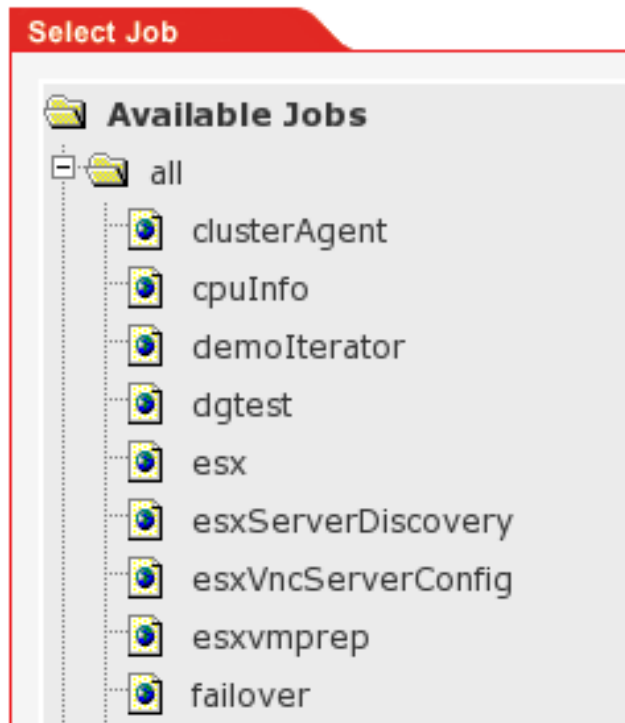 Select Job
Available Jobs
all
clusterAgent
cpuInfo
demoIterator
dgtest
esx
esxServerDiscovery
esxVncServerConfig
esxvmprep
failover